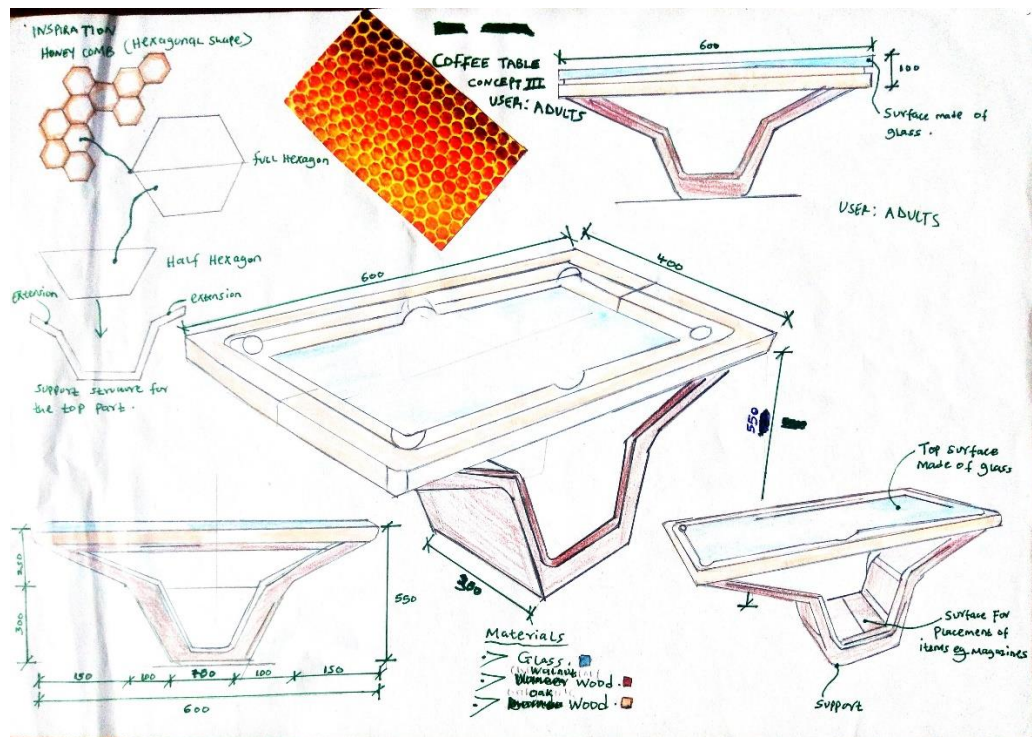 INSPIRATION
HONEY COMB (HEXAGONAL SHAPE)
COFFEE TABLE
CONCEPT III
USER: ADULTS
600
100
Surface made of
glass.
USER: ADULTS
full Hexagon
Half Hexagon
extension
extension
Support structure for
the top part.
600
400
550
300
Top surface
Made of glass
Surface For
Placement of
items eg. magazines
Support
250
300
550
150
100
100
150
600
Materials
Glass.
Walnut
Wood.
oak
Wood.